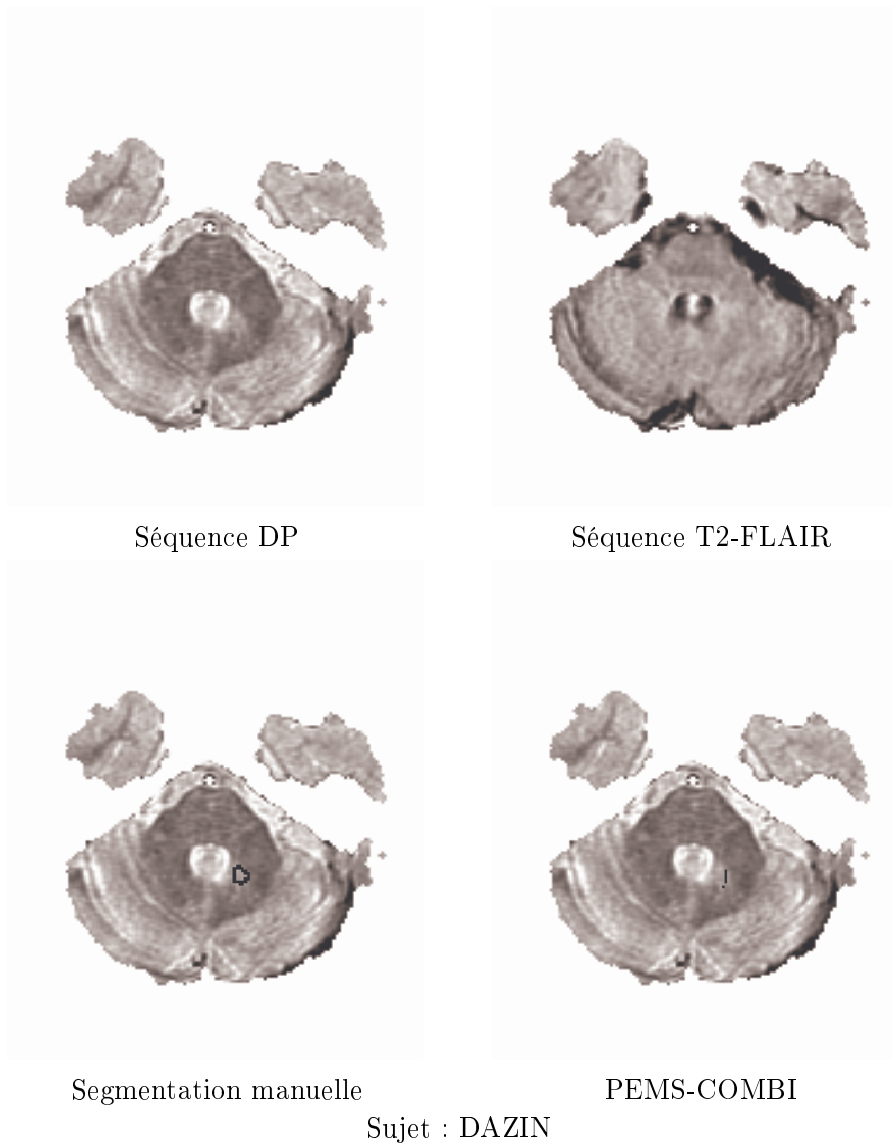 Séquence DP
Séquence T2-FLAIR
Segmentation manuelle
PEMS-COMBI
Sujet : DAZIN